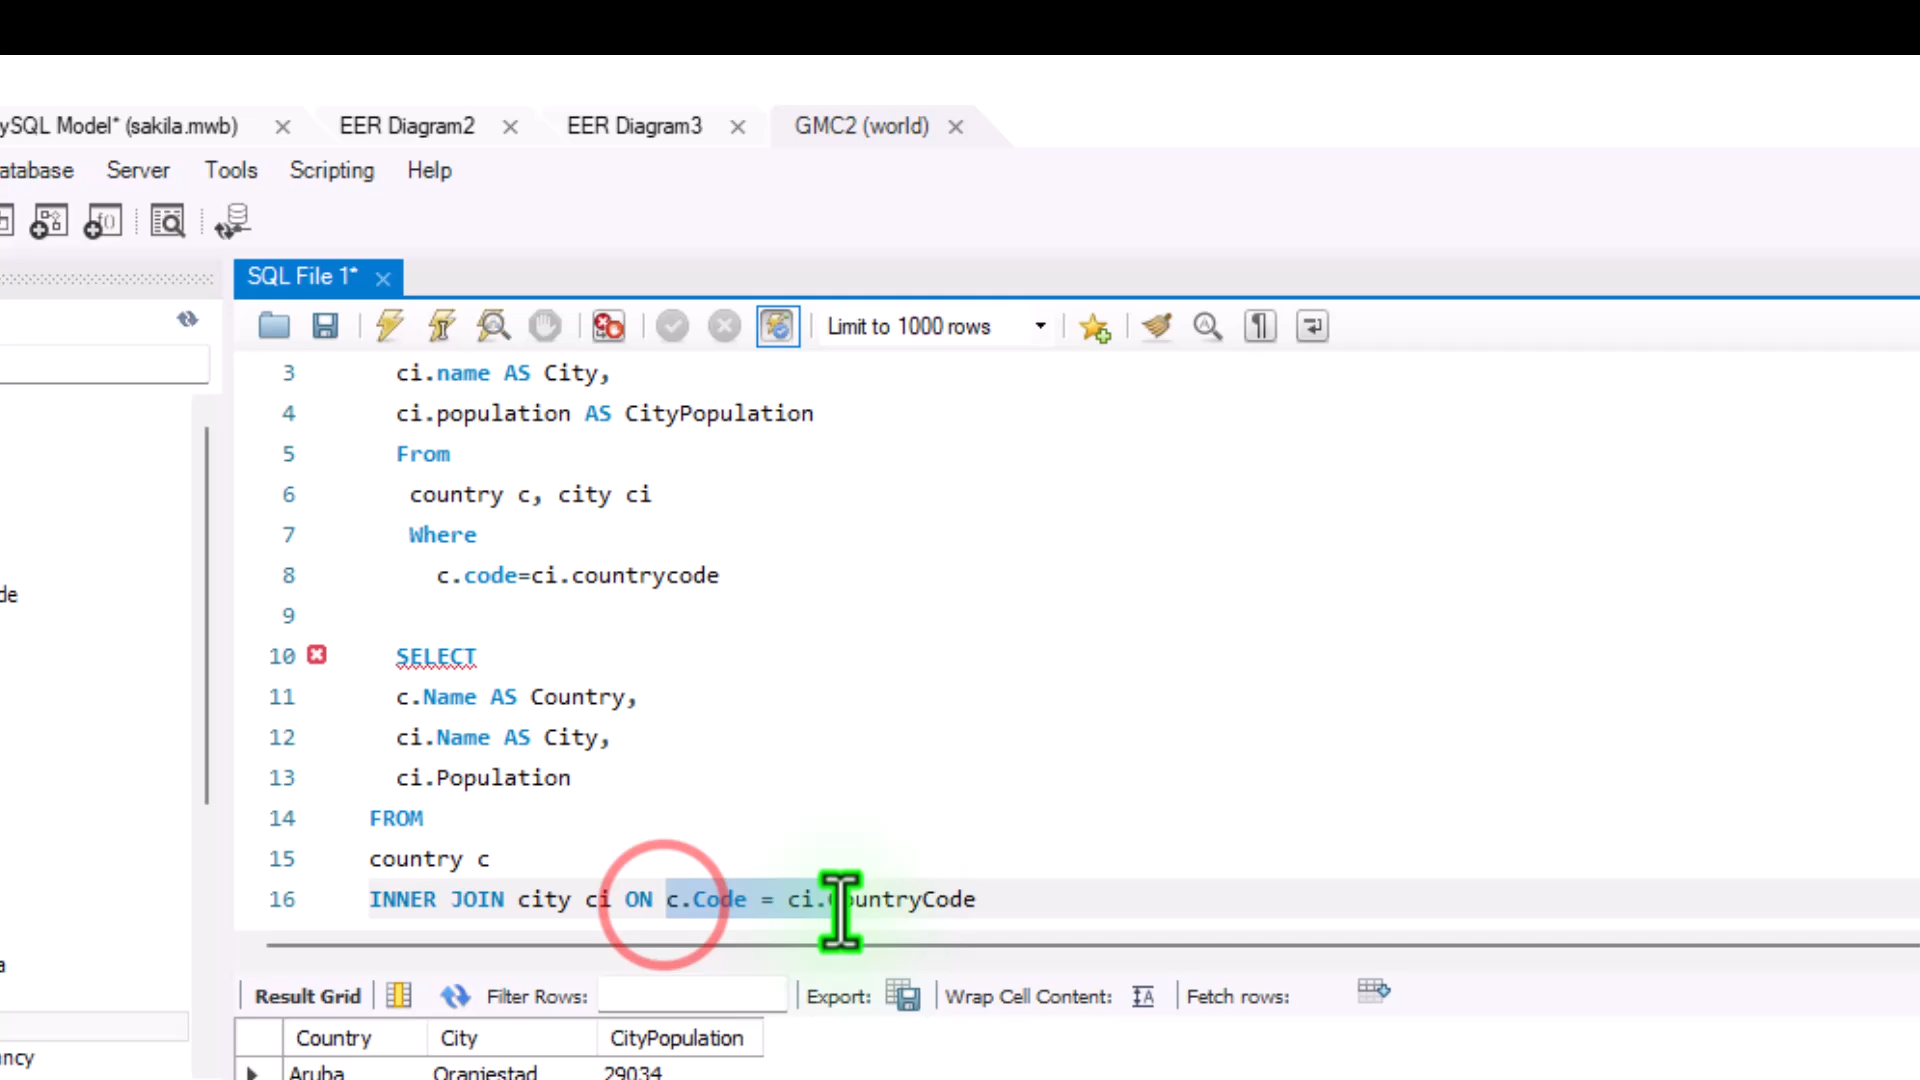 ySQL Model* (sakila.mwb) EER Diagram2 EER Diagram3 GMC2 (world)
atabase Server Tools Scripting Help
SQL File 1*
Limit to 1000 rows
3 ci.name AS City,
4 ci.population AS CityPopulation
5 From
6 country c, city ci
7 Where
8 c.code=ci.countrycode
9
de
10 SELECT
11 c.Name AS Country,
12 ci.Name AS City,
13 ci.Population
14 FROM
15 country c
16 INNER JOIN city ci ON c.Code = ci.CountryCode
a
Result Grid Filter Rows: Export: Wrap Cell Content: Fetch rows:
Country City CityPopulation
ancy
Aruba Oranjestad 29034